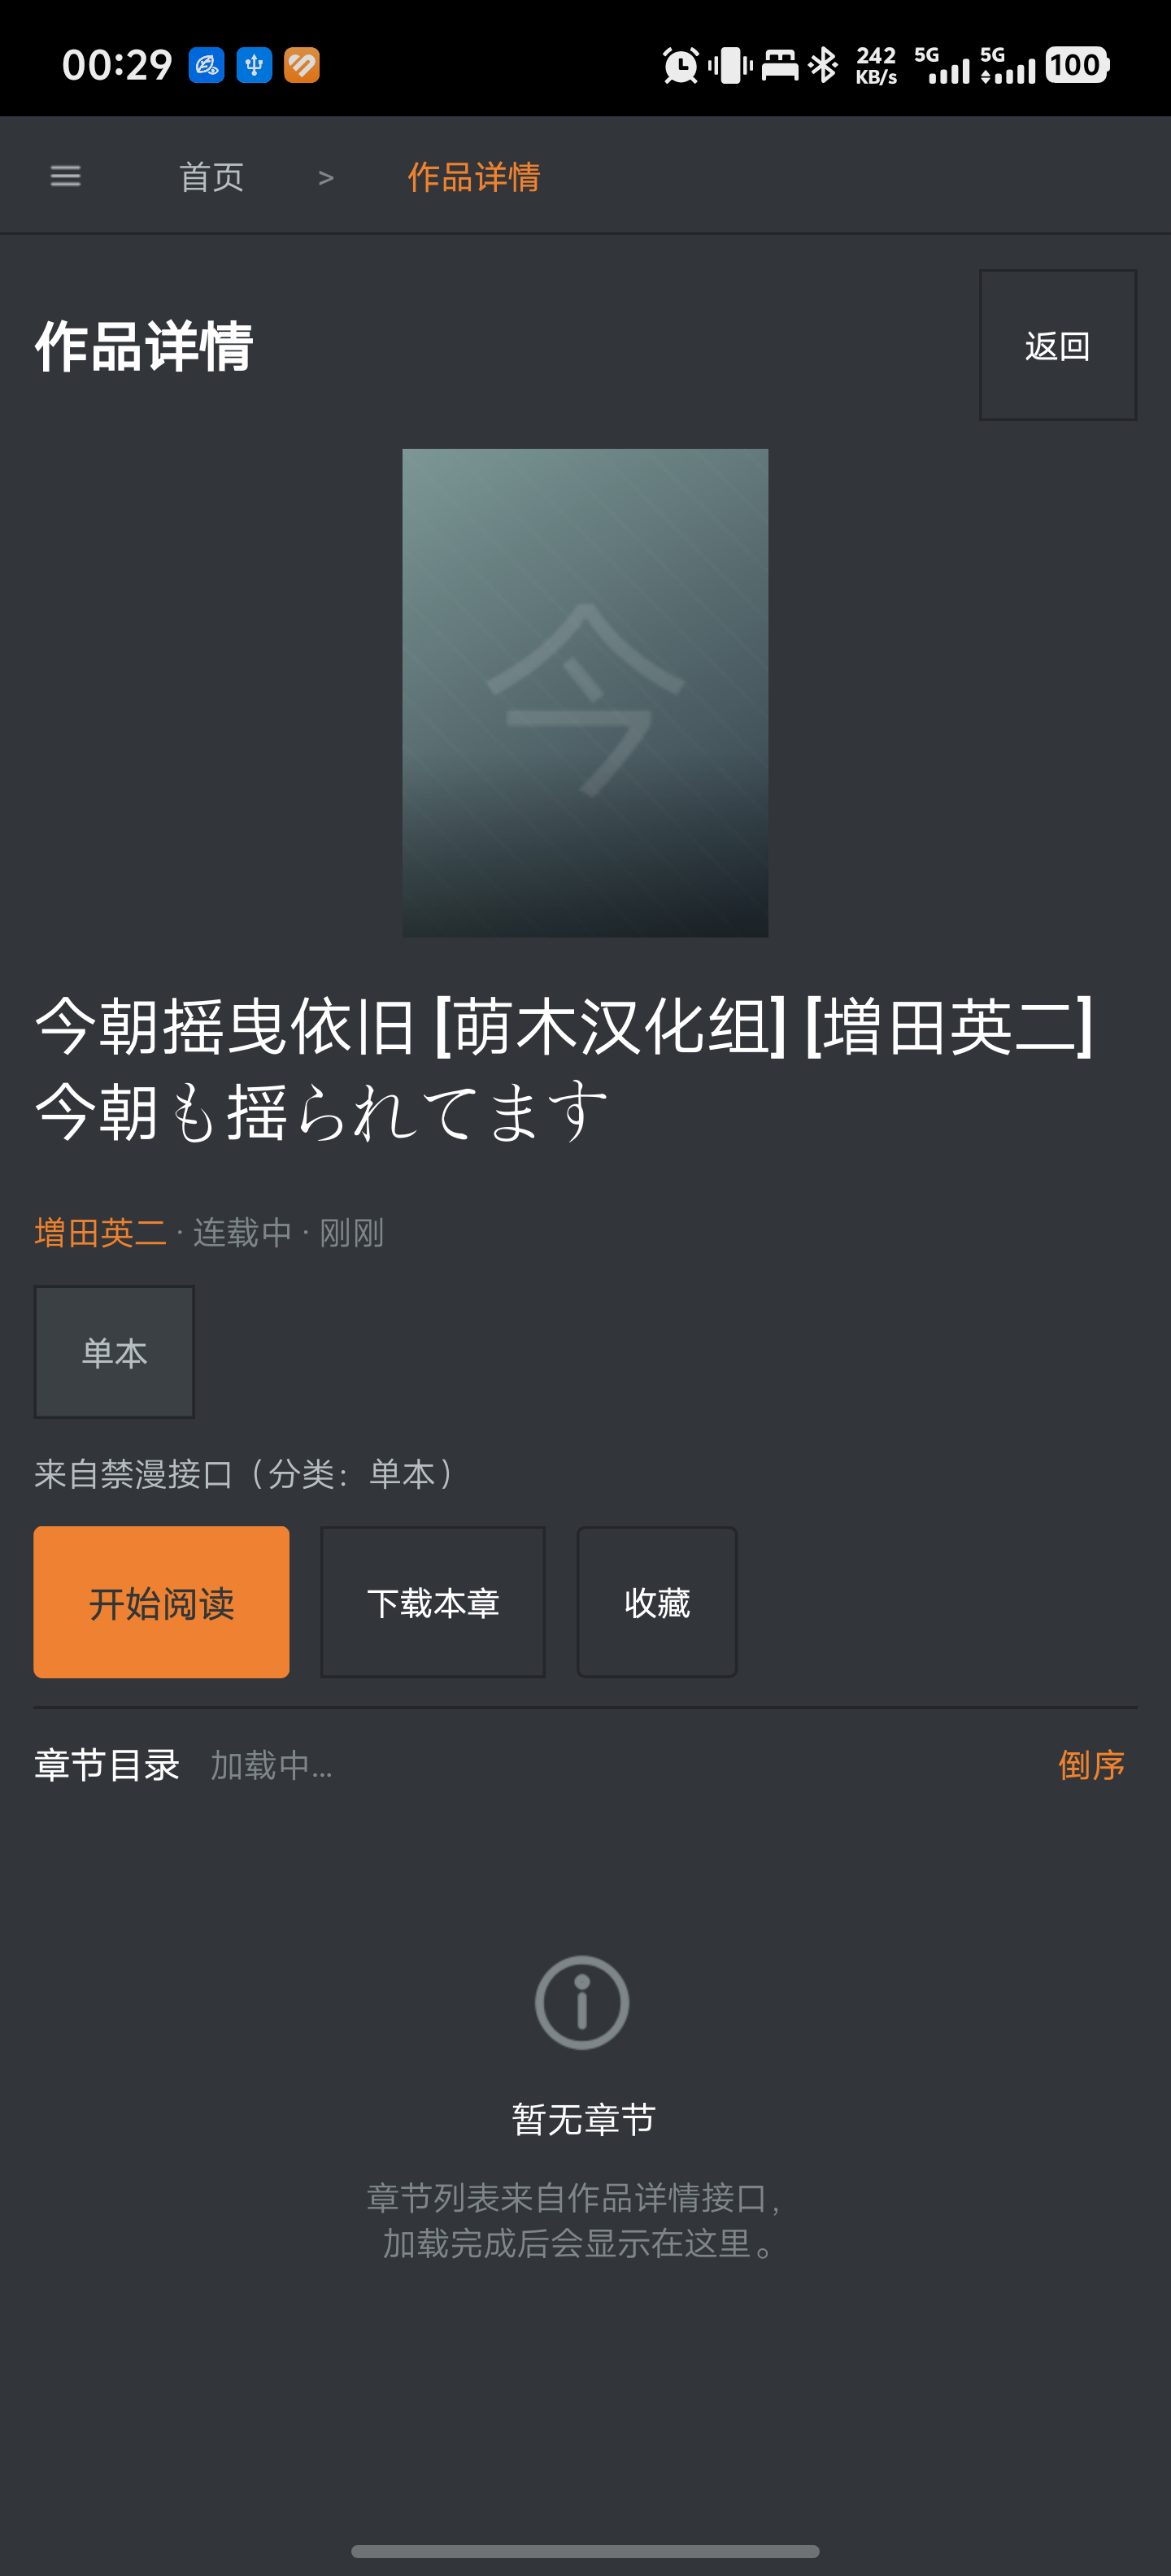 00:29
242 KB/s 5G 5G 100
首页 > 作品详情
作品详情
返回
今
今朝摇曳依旧 [萌木汉化组] [増田英二]
今朝も揺られてます
増田英二 · 连载中 · 刚刚
单本
来自禁漫接口（分类：单本）
开始阅读
下载本章
收藏
章节目录 加载中...
倒序
暂无章节
章节列表来自作品详情接口，
加载完成后会显示在这里。